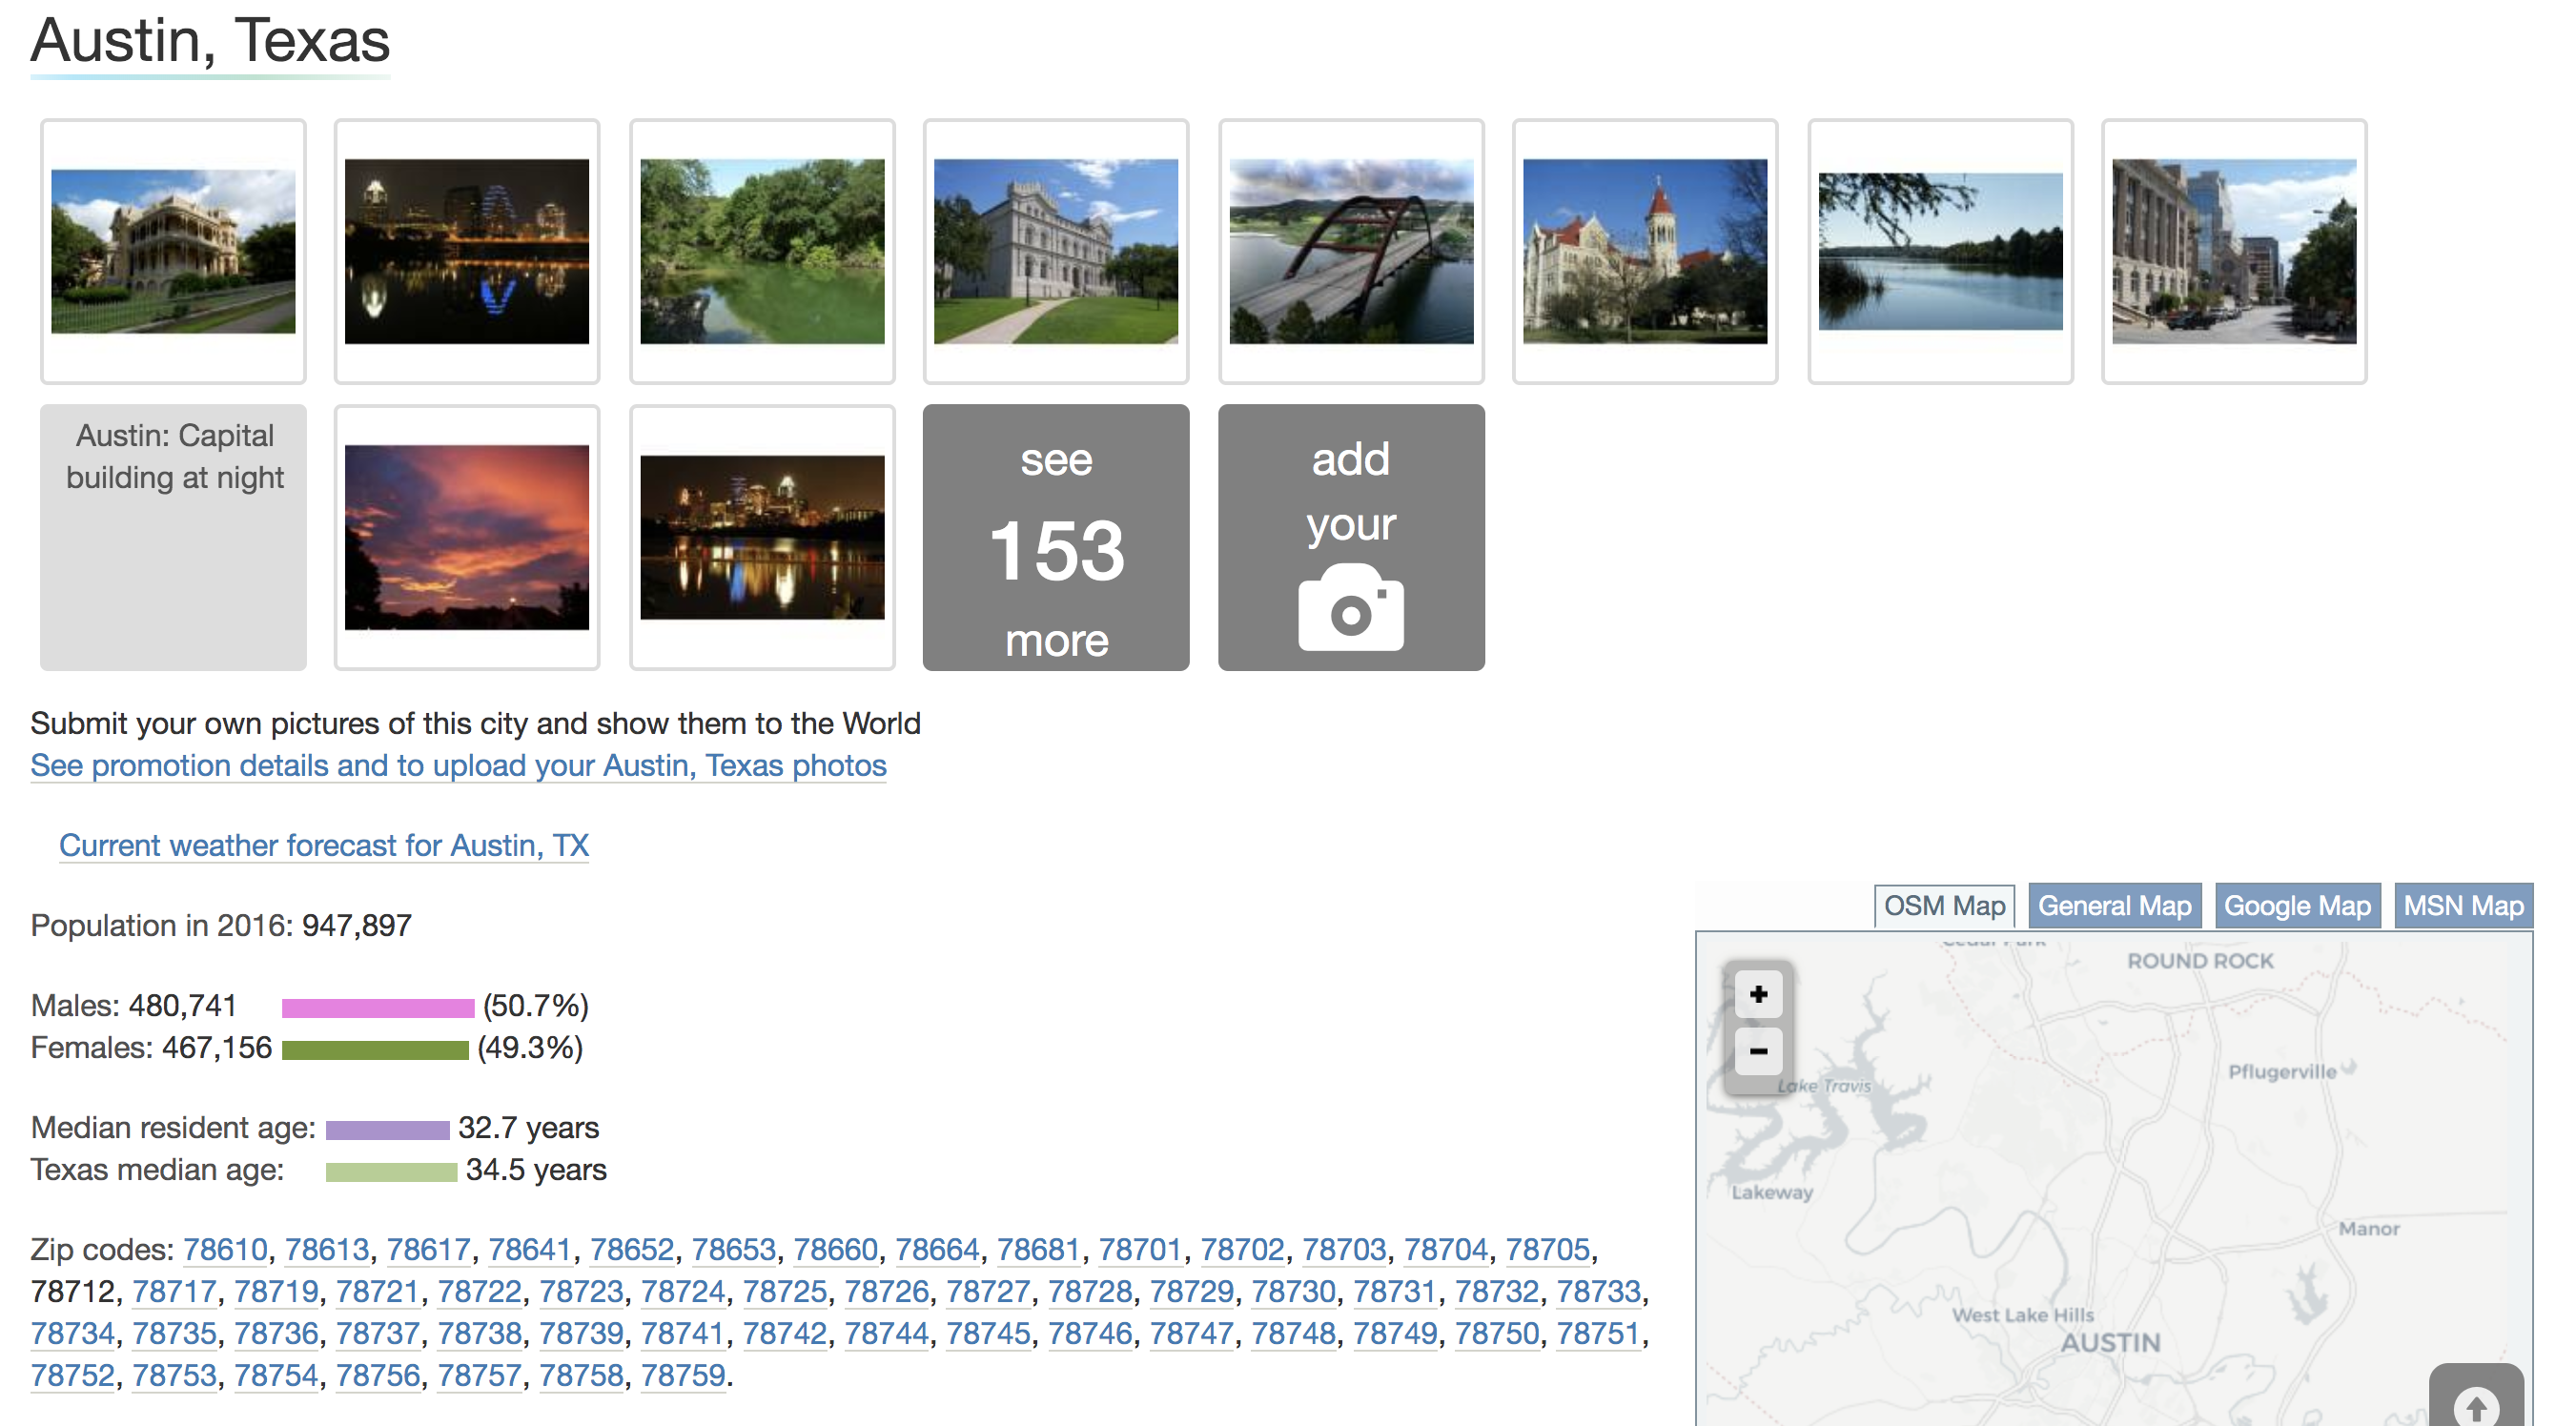 Austin, Texas
Austin: Capital
building at night
see
153
more
add
your
Submit your own pictures of this city and show them to the World
See promotion details and to upload your Austin, Texas photos
Current weather forecast for Austin, TX
Population in 2016: 947,897
Males: 480,741 (50.7%)
Females: 467,156 (49.3%)
Median resident age: 32.7 years
Texas median age: 34.5 years
Zip codes: 78610, 78613, 78617, 78641, 78652, 78653, 78660, 78664, 78681, 78701, 78702, 78703, 78704, 78705,
78712, 78717, 78719, 78721, 78722, 78723, 78724, 78725, 78726, 78727, 78728, 78729, 78730, 78731, 78732, 78733,
78734, 78735, 78736, 78737, 78738, 78739, 78741, 78742, 78744, 78745, 78746, 78747, 78748, 78749, 78750, 78751,
78752, 78753, 78754, 78756, 78757, 78758, 78759.
OSM Map General Map Google Map MSN Map
Cedar Park
ROUND ROCK
+
−
Pflugerville
Lake Travis
Lakeway
Manor
West Lake Hills
AUSTIN